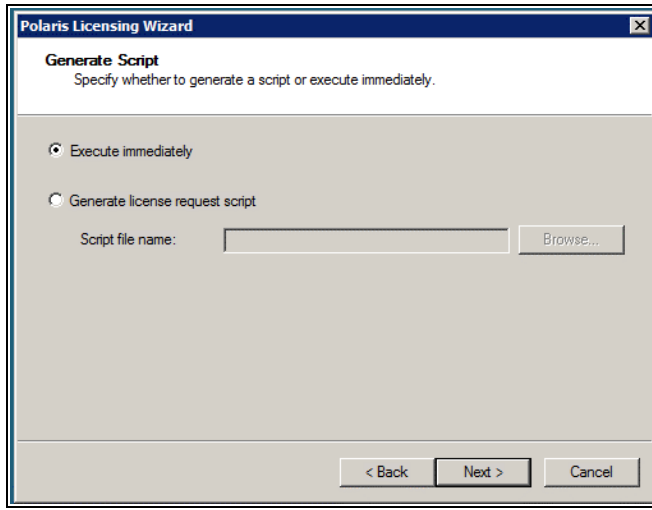 Polaris Licensing Wizard
Generate Script
Specify whether to generate a script or execute immediately.
Execute immediately
Generate license request script
Script file name:
Browse...
< Back
Next >
Cancel